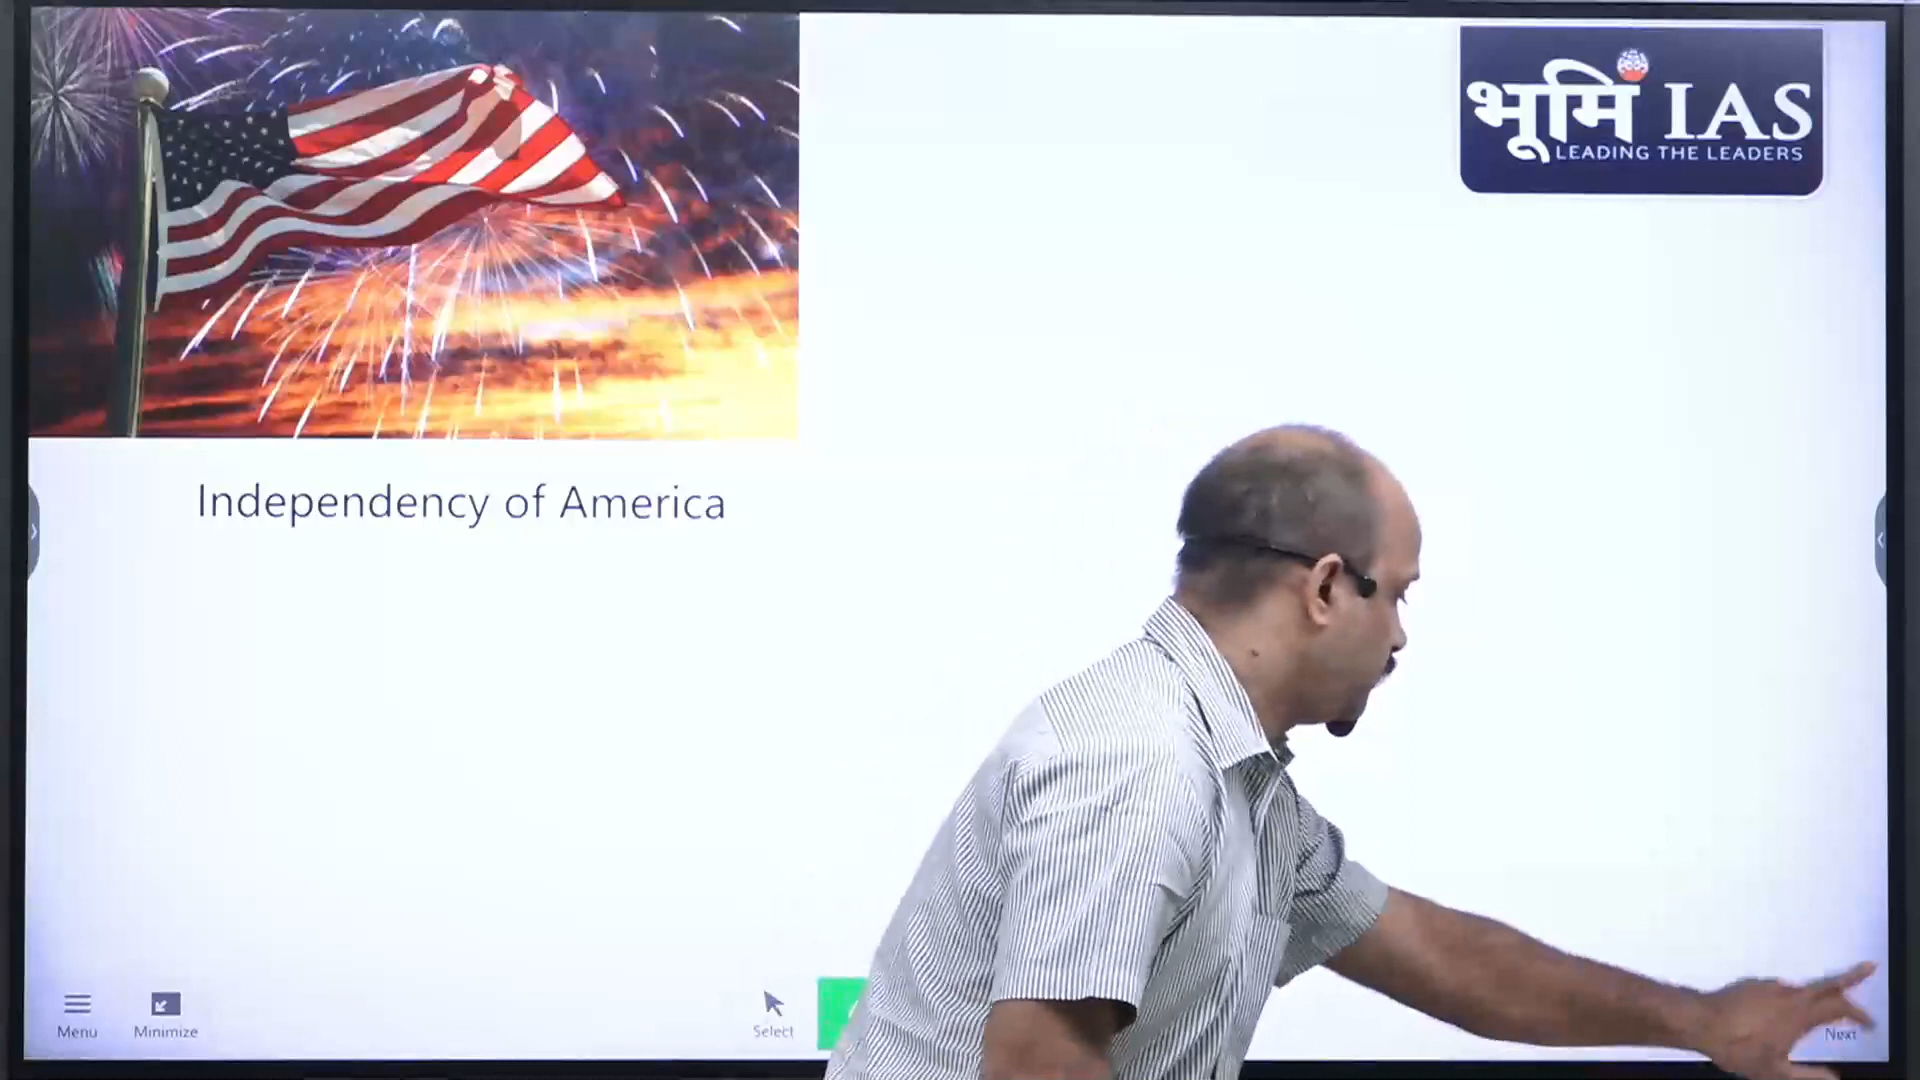 भूमि IAS
LEADING THE LEADERS
Independency of America
Menu
Minimize
Select
Next